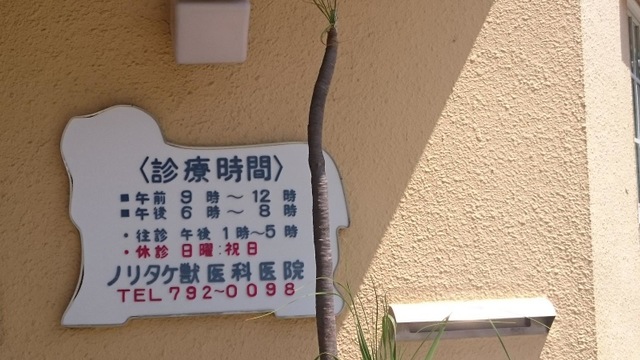 〈診療時間〉
■午前 9時〜12時
■午後 6時〜 8時
・往診 午後 1時〜5時
・休診 日曜・祝日
ノリタケ獣医科医院
TEL 792〜0098